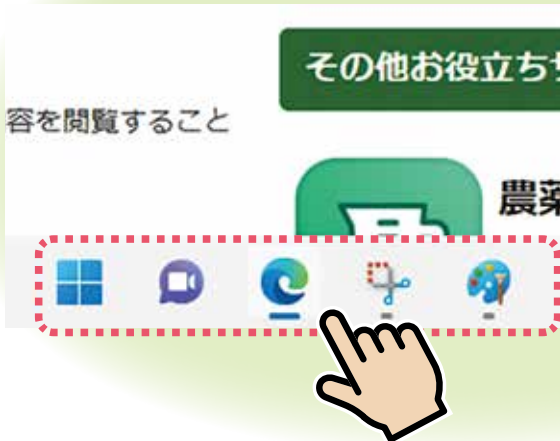 その他お役立ち
容を閲覧すること
農薬